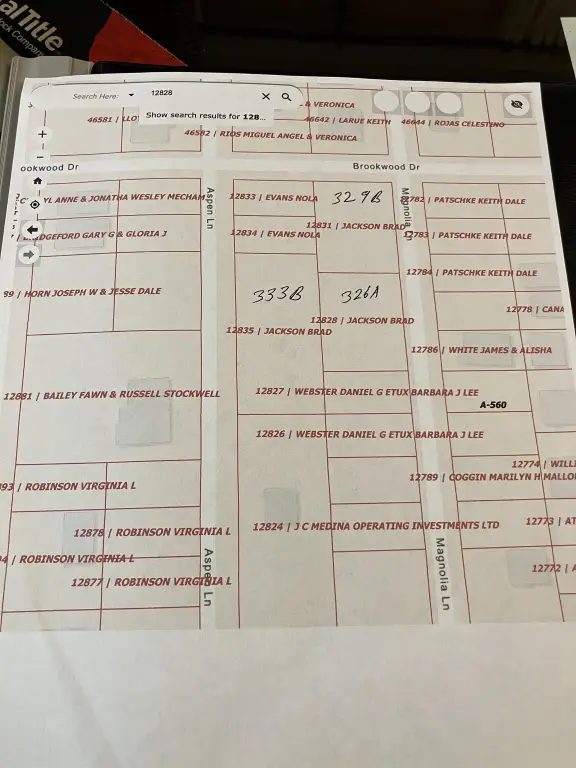 alTitle
ock Compan
Search Here:
12828
Show search results for 128...
& VERONICA
46581 | LLO
46582 | RIOS MIGUEL ANGEL & VERONICA
46642 | LARUE KEITH
46644 | ROJAS CELESTINO
ookwood Dr
Brookwood Dr
YL ANNE & JONATHA WESLEY MECHAM
Aspen Ln
12833 | EVANS NOLA
329B
Magnolia Ln
782 | PATSCHKE KEITH DALE
DGEFORD GARY G & GLORIA J
12834 | EVANS NOLA
12831 | JACKSON BRAD
12783 | PATSCHKE KEITH DALE
12784 | PATSCHKE KEITH DALE
89 | HORN JOSEPH W & JESSE DALE
333B
326A
12778 | CANA
12828 | JACKSON BRAD
12835 | JACKSON BRAD
12786 | WHITE JAMES & ALISHA
12881 | BAILEY FAWN & RUSSELL STOCKWELL
12827 | WEBSTER DANIEL G ETUX BARBARA J LEE
A-560
12826 | WEBSTER DANIEL G ETUX BARBARA J LEE
12774 | WILLI
12789 | COGGIN MARILYN H MALLO
93 | ROBINSON VIRGINIA L
12878 | ROBINSON VIRGINIA L
12824 | J C MEDINA OPERATING INVESTMENTS LTD
12773 | AT
4 | ROBINSON VIRGINIA L
12877 | ROBINSON VIRGINIA L
Aspen Ln
Magnolia Ln
12772 | A